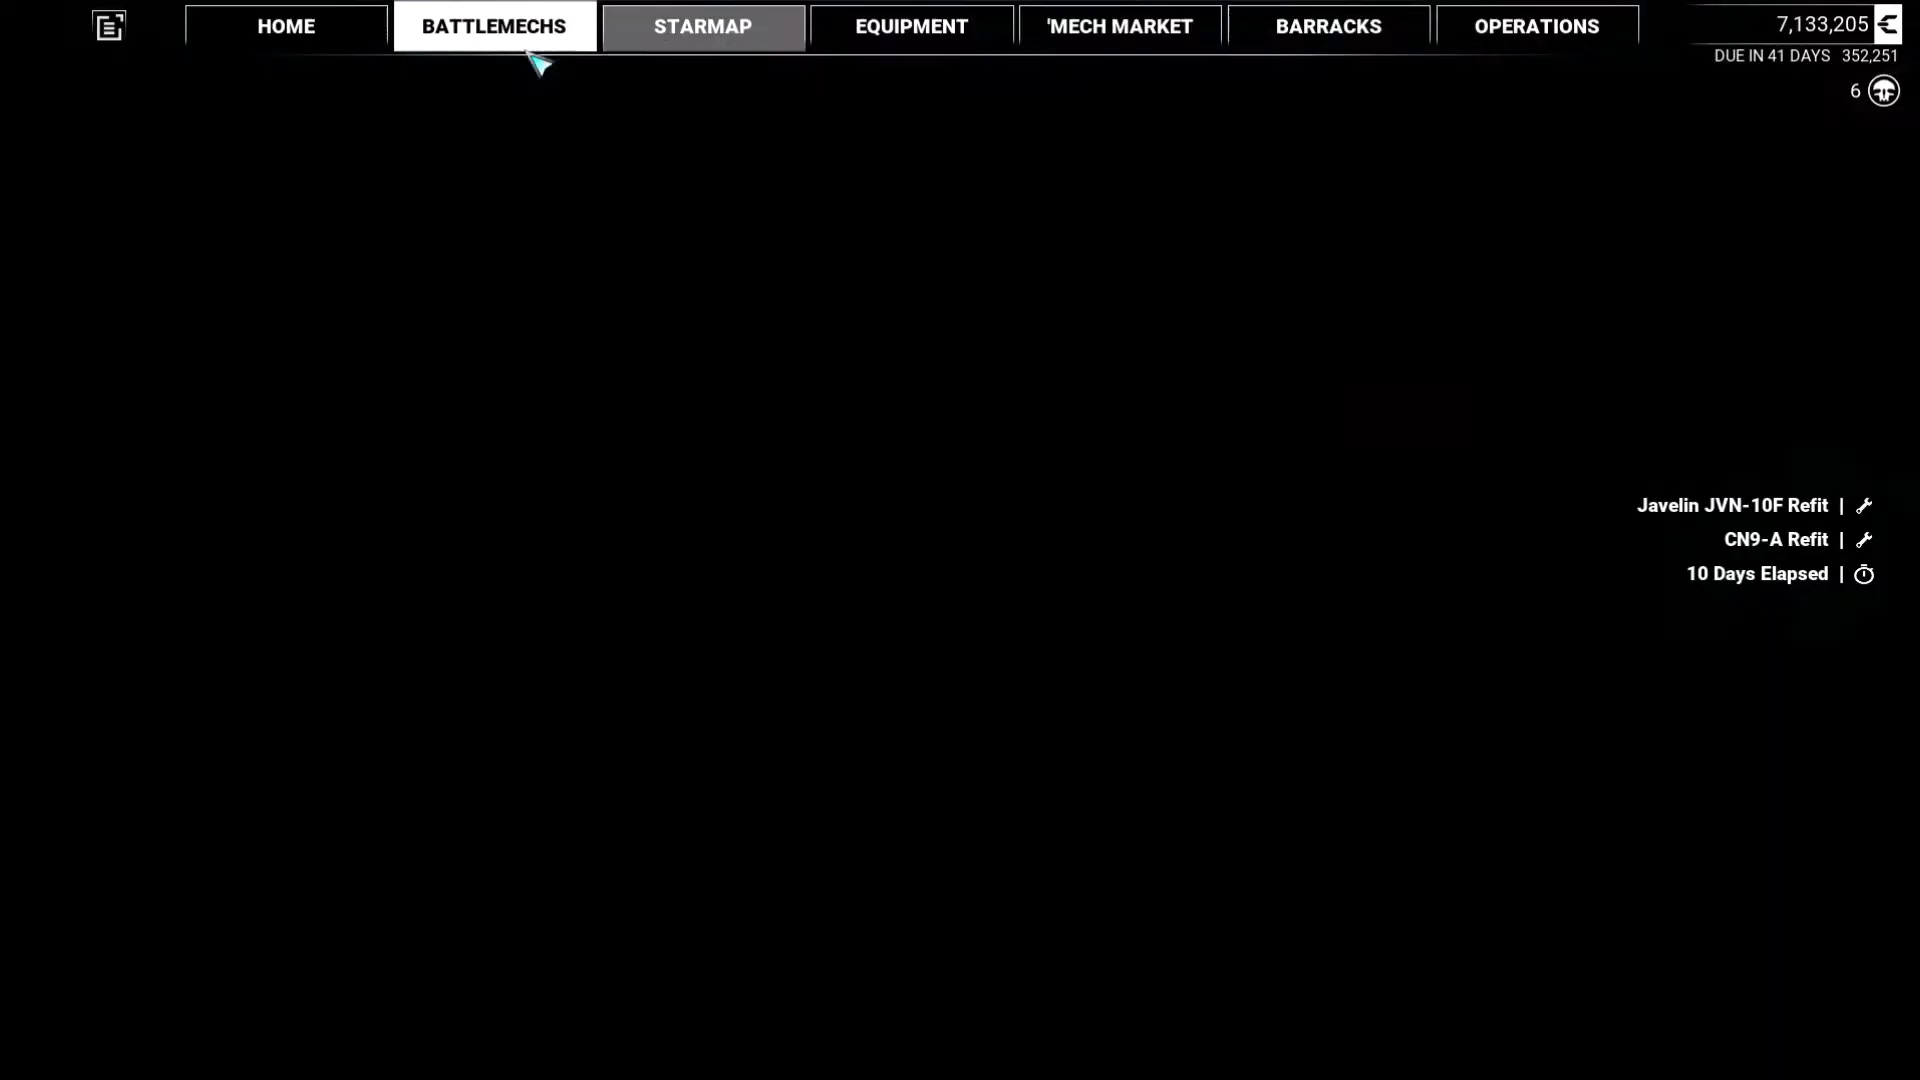 HOME
BATTLEMECHS
STARMAP
EQUIPMENT
'MECH MARKET
BARRACKS
OPERATIONS
7,133,205
DUE IN 41 DAYS 352,251
6
Javelin JVN-10F Refit |
CN9-A Refit |
10 Days Elapsed |